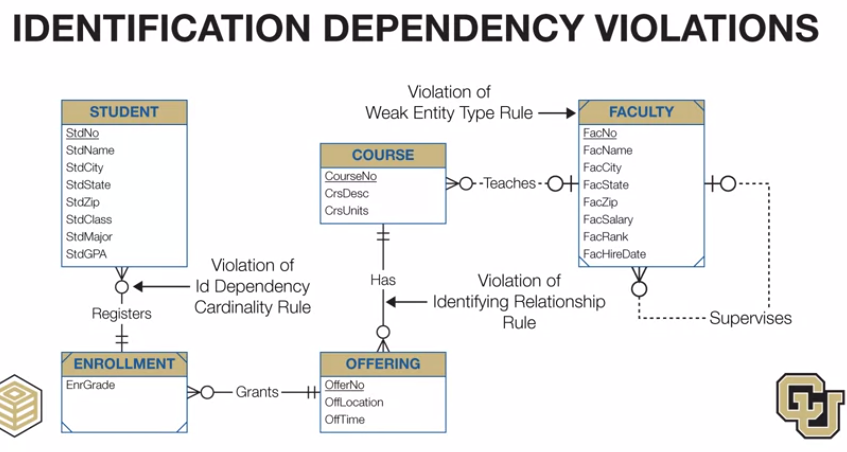 IDENTIFICATION DEPENDENCY VIOLATIONS
STUDENT
StdNo
StdName
StdCity
StdState
StdZip
StdClass
StdMajor
StdGPA
Violation of
Weak Entity Type Rule
COURSE
CourseNo
CrsDesc
CrsUnits
Teaches
FACULTY
FacNo
FacName
FacCity
FacState
FacZip
FacSalary
FacRank
FacHireDate
Violation of
Id Dependency
Cardinality Rule
Registers
Has
Violation of
Identifying Relationship
Rule
Supervises
ENROLLMENT
EnrGrade
Grants
OFFERING
OfferNo
OffLocation
OffTime
CU